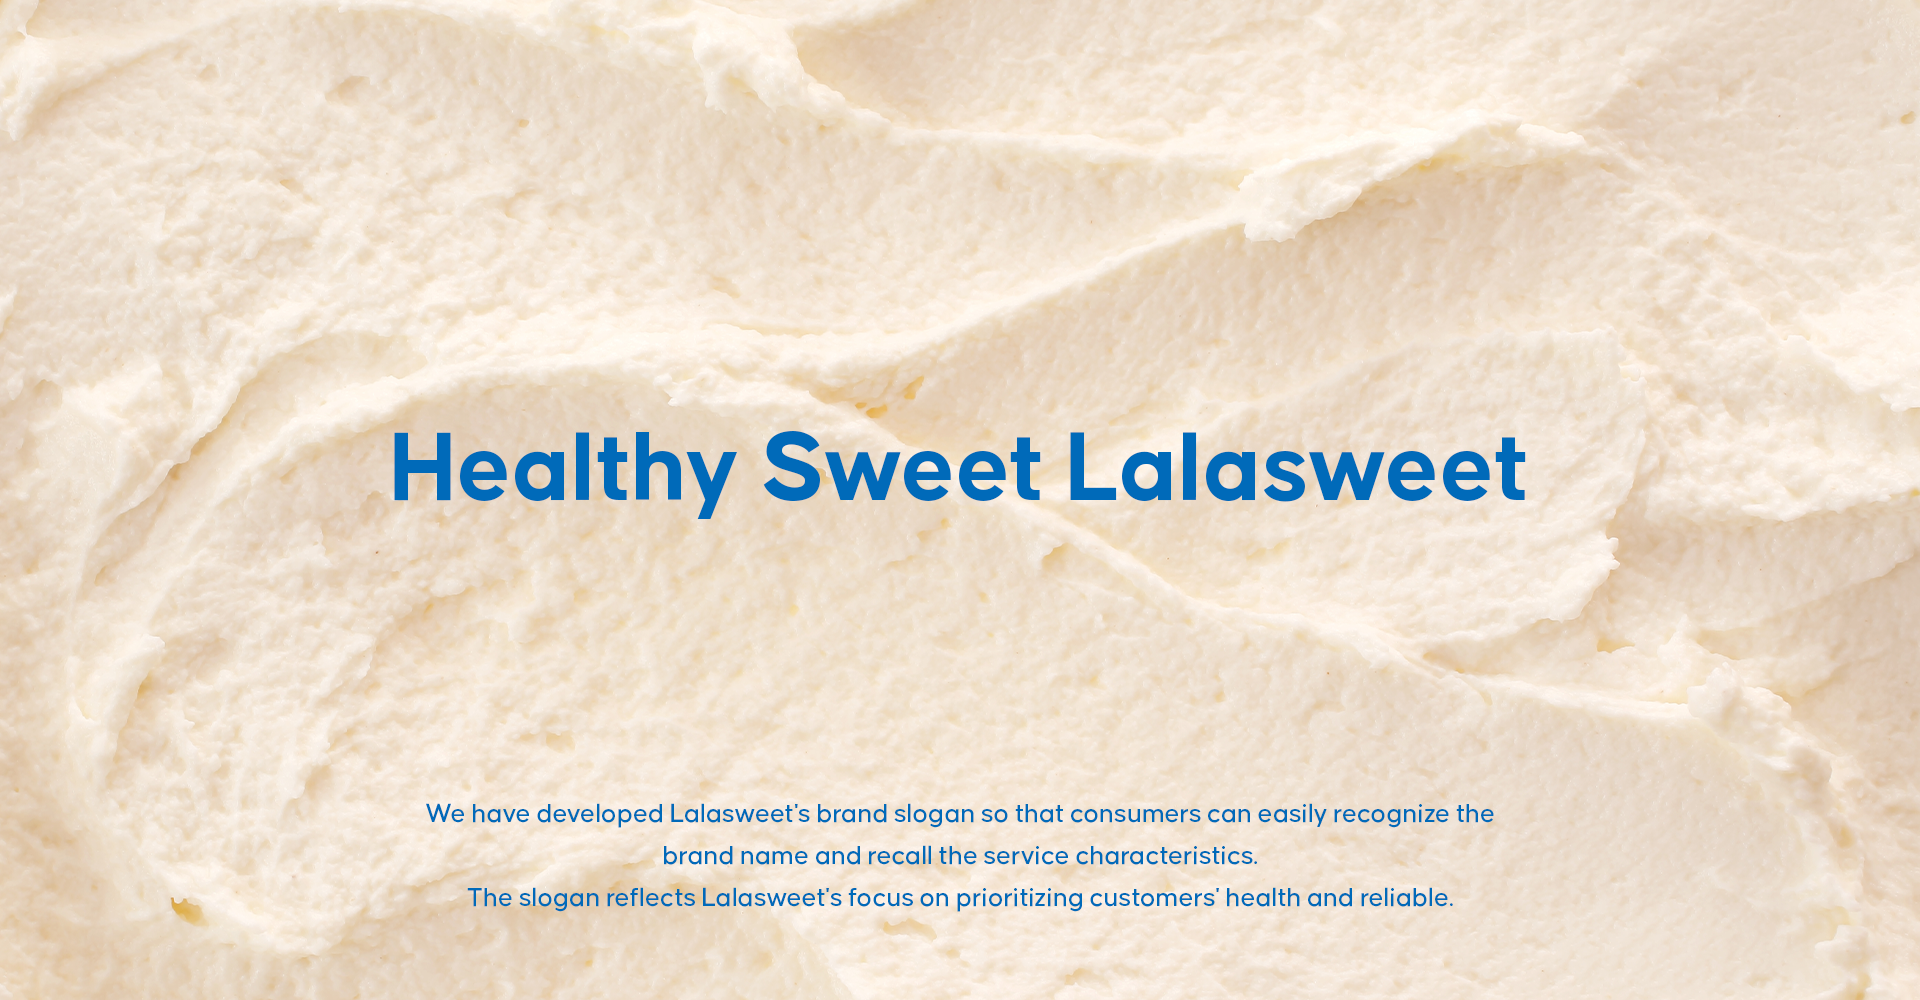 Healthy Sweet Lalasweet
We have developed Lalasweet's brand slogan so that consumers can easily recognize the
brand name and recall the service characteristics.
The slogan reflects Lalasweet's focus on prioritizing customers' health and reliable.